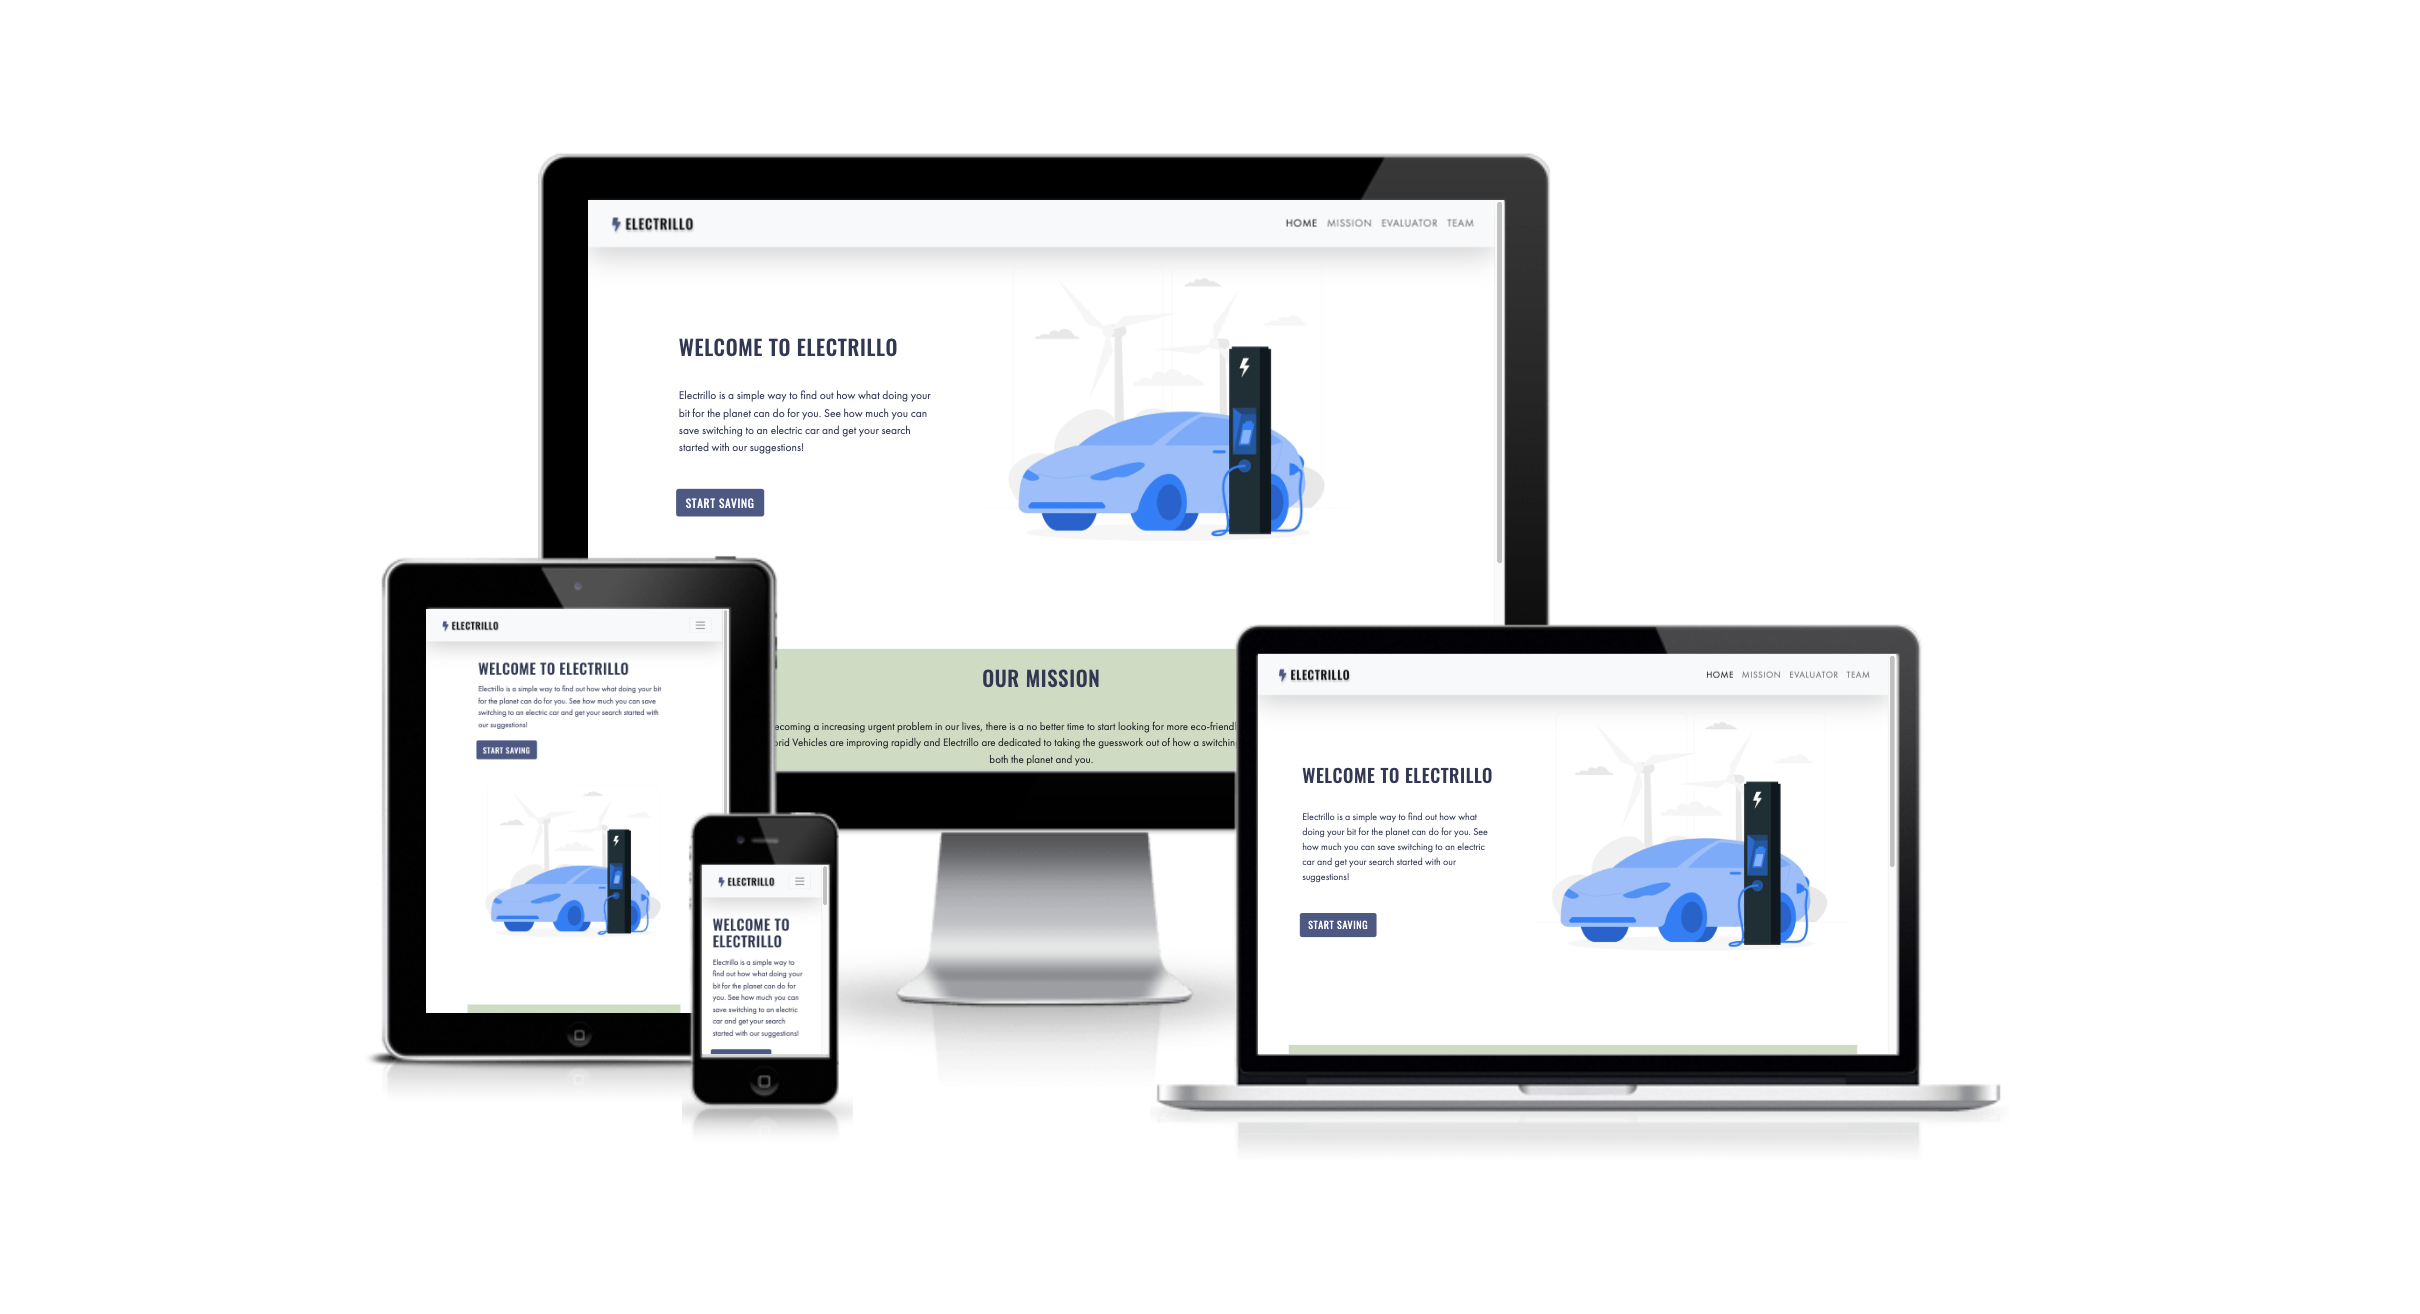 ELECTRILLO
HOME MISSION EVALUATOR TEAM
WELCOME TO ELECTRILLO
Electrillo is a simple way to find out how what doing your
bit for the planet can do for you. See how much you can
save switching to an electric car and get your search
started with our suggestions!
START SAVING
OUR MISSION
a increasing urgent problem in our lives, there is a no better time to start looking for more
Vehicles are improving rapidly and Electrillo are dedicated to taking the guesswork out of how a
both the planet and you.
ELECTRILLO
WELCOME TO ELECTRILLO
Electrillo is a simple way to find out how what doing your bit
for the planet can do for you. See how much you can save
switching to an electric car and get your search started with
our suggestions!
START SAVING
ELECTRILLO
WELCOME TO
ELECTRILLO
Electrillo is a simple way to
find out how what doing your
bit for the planet can do for
you. See how much you can
save switching to an electric
car and get your search
started with our suggestions!
ELECTRILLO
HOME MISSION EVALUATOR TEAM
WELCOME TO ELECTRILLO
Electrillo is a simple way to find out how what
doing your bit for the planet can do for you. See
how much you can save switching to an electric
car and get your search started with our
suggestions!
START SAVING